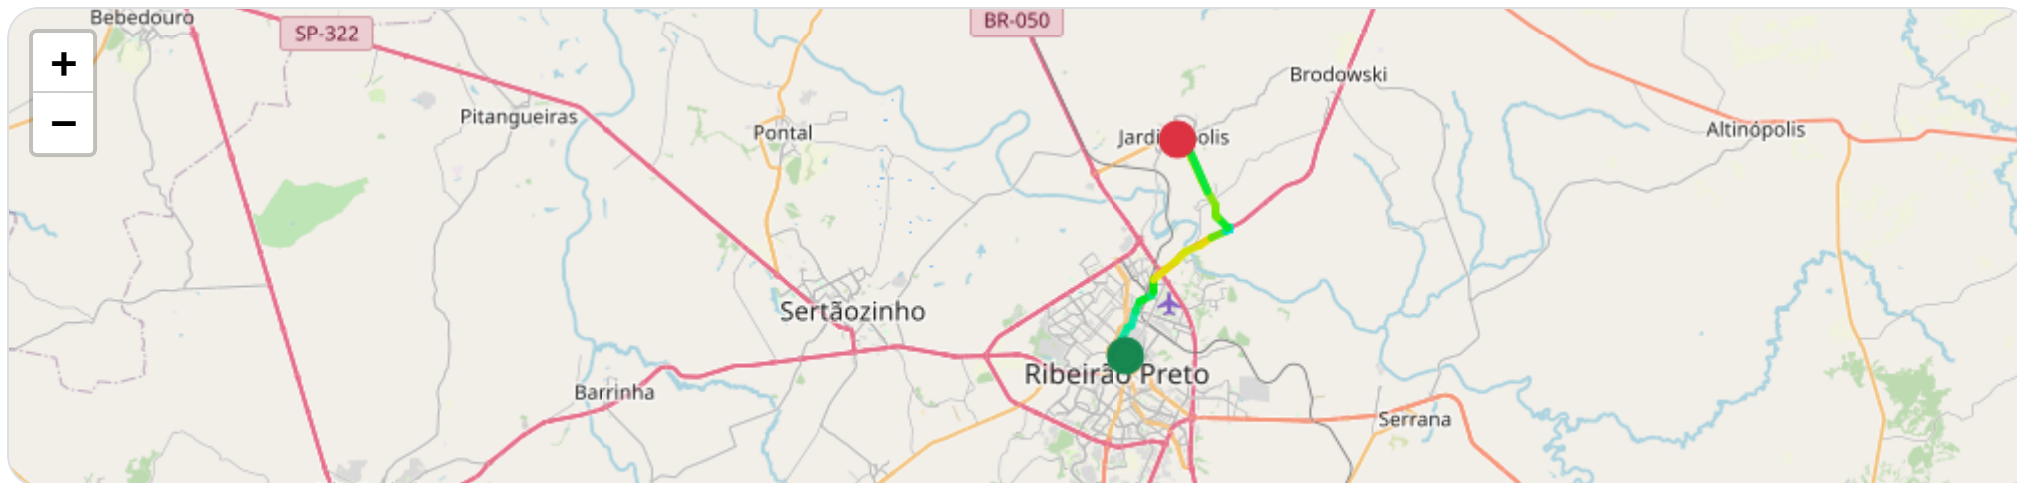 Bebedouro
SP-322
BR-050
+
−
Brodowski
Pitangueiras
Pontal
Altinópolis
Sertãozinho
Ribeirão Preto
Barrinha
Serrana